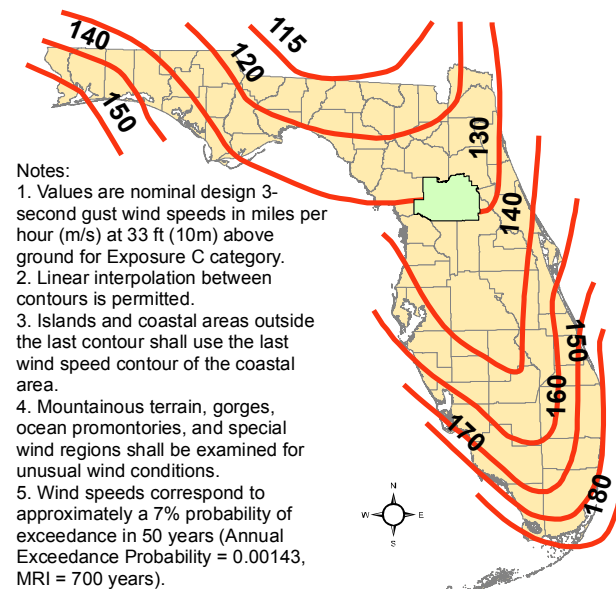 115
140
120
150
130
140
Notes:
1. Values are nominal design 3-
second gust wind speeds in miles per
hour (m/s) at 33 ft (10m) above
ground for Exposure C category.
2. Linear interpolation between
contours is permitted.
3. Islands and coastal areas outside
the last contour shall use the last
wind speed contour of the coastal
area.
4. Mountainous terrain, gorges,
ocean promontories, and special
wind regions shall be examined for
unusual wind conditions.
5. Wind speeds correspond to
approximately a 7% probability of
exceedance in 50 years (Annual
Exceedance Probability = 0.00143,
MRI = 700 years).
150
160
170
180
N
W E
S